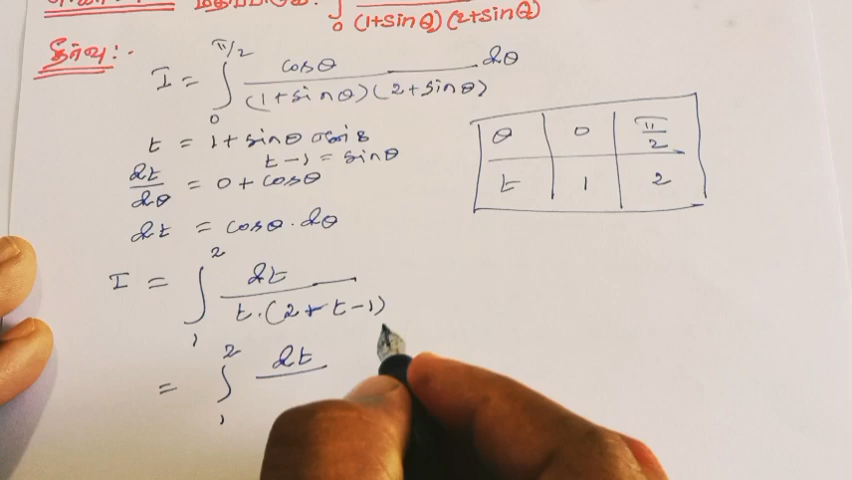 ∫₀ (1+sinθ)(2+sinθ)
தீர்வு:-
I = ∫₀^{π/2} cosθ / (1+sinθ)(2+sinθ) dθ
t = 1+sinθ என்க
t-1 = sinθ
dt/dθ = 0+cosθ
dt = cosθ.dθ
θ 0 π/2
t 1 2
I = ∫₁² dt / t.(2+t-1)
= ∫₁² dt